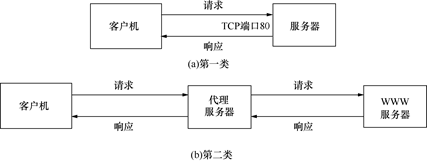 请求
客户机
TCP端口80
服务器
响应
(a)第一类
请求
请求
客户机
代理
服务器
WWW
服务器
响应
响应
(b)第二类